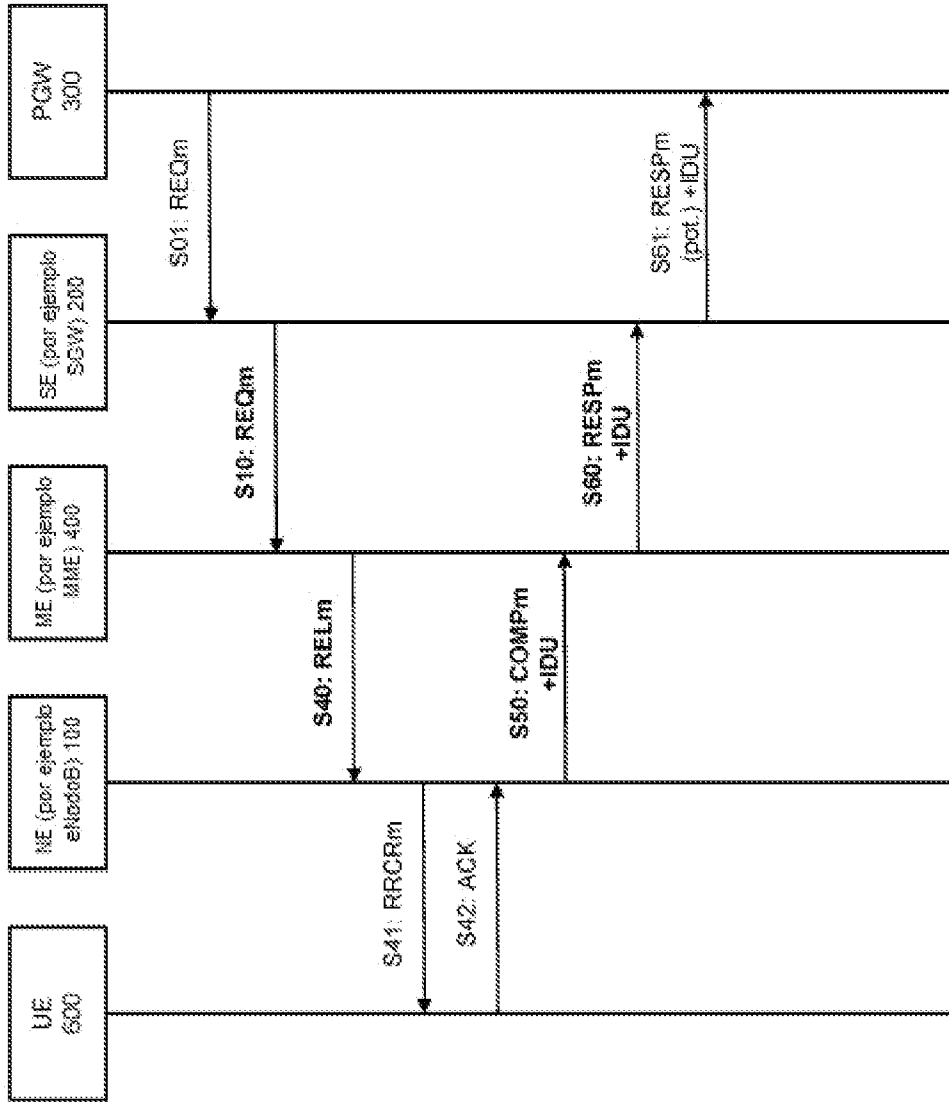 UE
600
NE (por ejemplo
eNodoB) 100
ME (por ejemplo
MME) 400
SE (por ejemplo
SGW) 200
PGW
300
S01: REQm
S10: REQm
S40: RELm
S41: RRCRm
S42: ACK
S50: COMPm
+IDU
S60: RESPm
+IDU
S61: RESPm
(pot.) +IDU